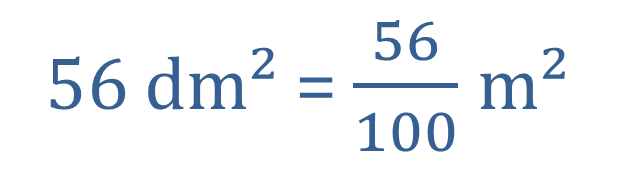 56 dm² = 56/100 m²